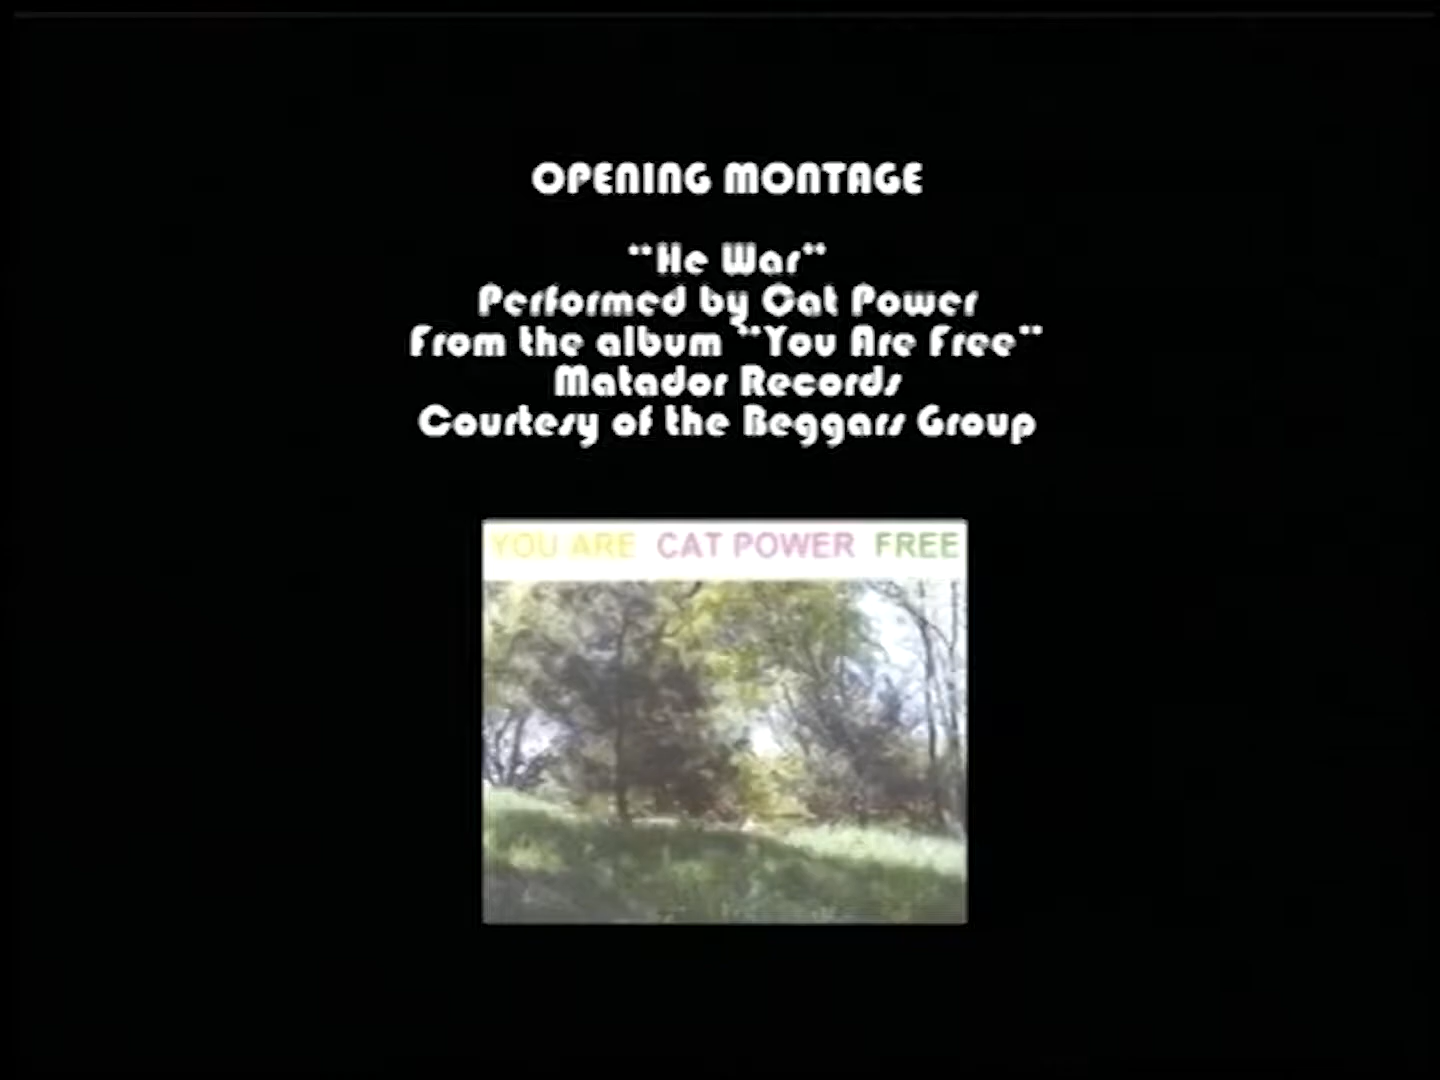 OPENING MONTAGE
"He War"
Performed by Cat Power
From the album "You Are Free"
Matador Records
Courtesy of the Beggars Group
YOU ARE CAT POWER FREE